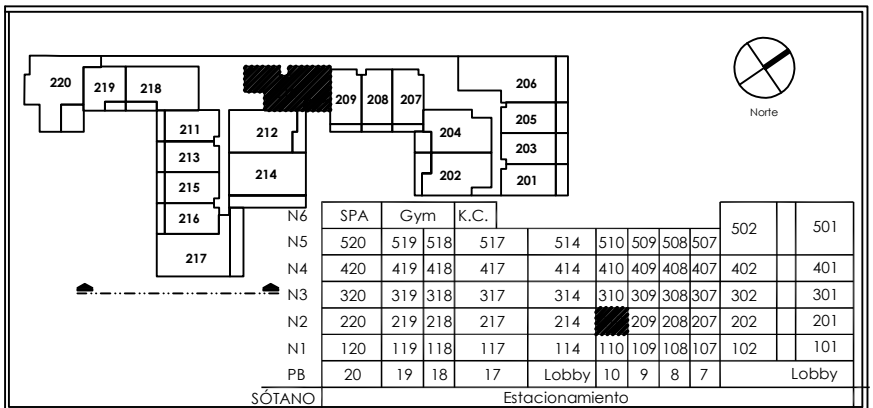 220 219 218 209 208 207 206
Norte
211 212 204 205
213 203
215 214 202 201
216
217
N6 SPA Gym K.C. 502 501
N5 520 519 518 517 514 510 509 508 507
N4 420 419 418 417 414 410 409 408 407 402 401
N3 320 319 318 317 314 310 309 308 307 302 301
N2 220 219 218 217 214 209 208 207 202 201
N1 120 119 118 117 114 110 109 108 107 102 101
PB 20 19 18 17 Lobby 10 9 8 7 Lobby
SÓTANO Estacionamiento